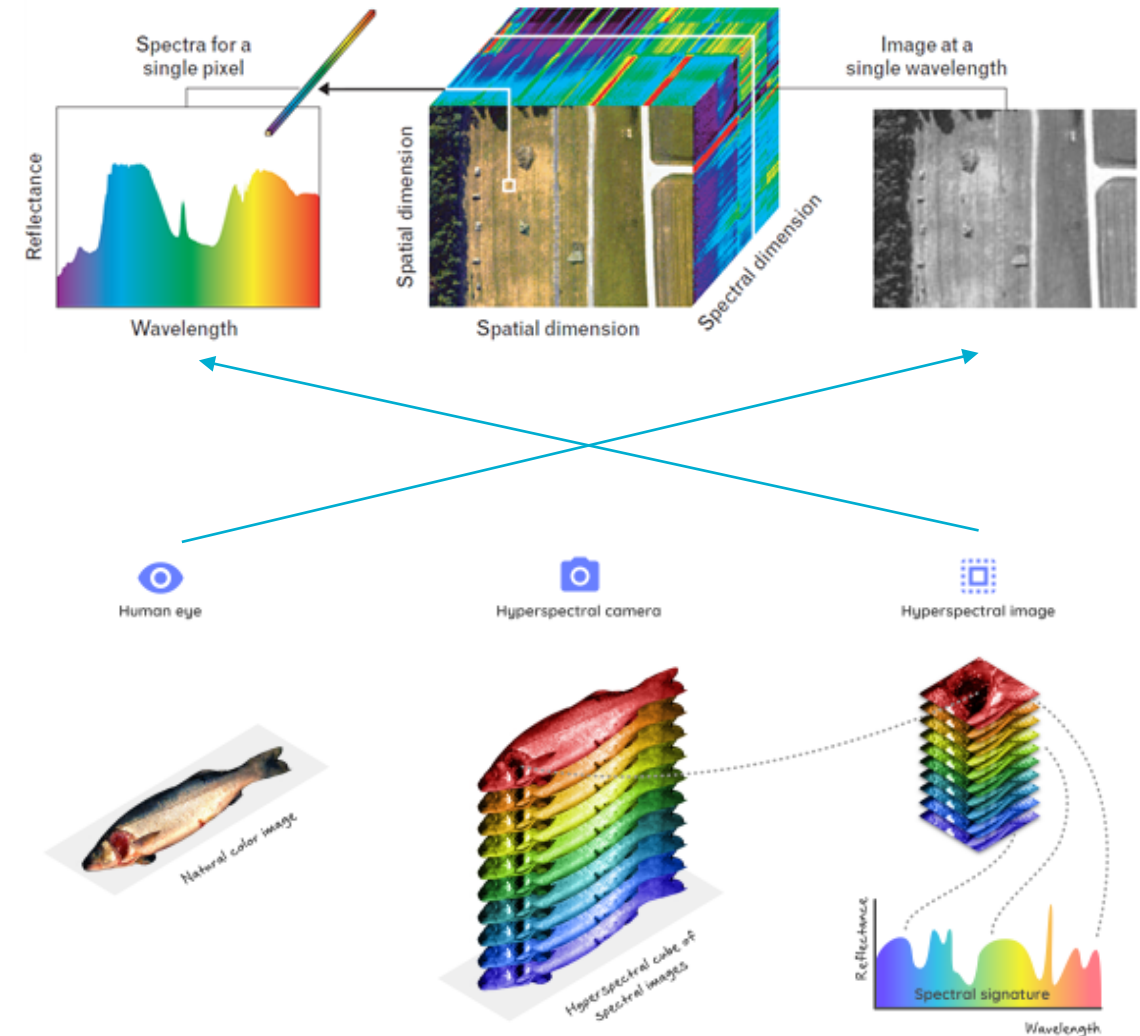 Spectra for a
single pixel
Image at a
single wavelength
Reflectance
Spatial dimension
Spectral dimension
Wavelength
Spatial dimension
Human eye
Hyperspectral camera
Hyperspectral image
Natural color image
Hyperspectral cube of
spectral images
Reflectance
Spectral signature
Wavelength